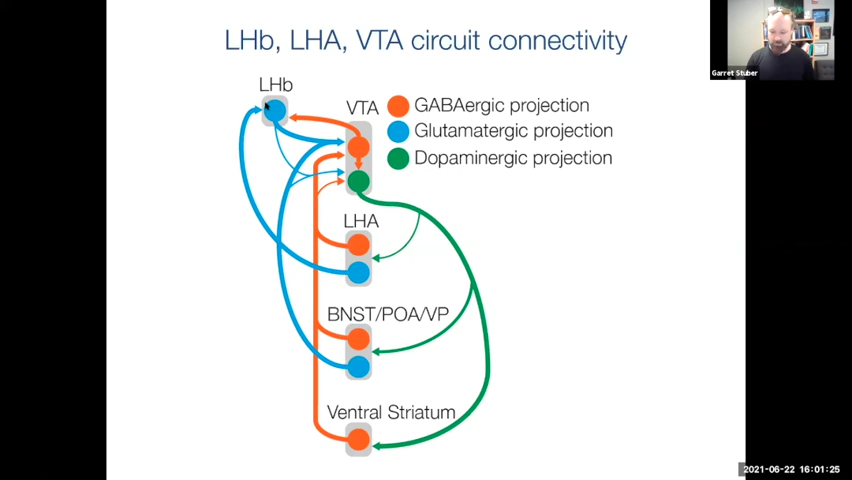 LHb, LHA, VTA circuit connectivity
Garret Stuber
LHb
VTA
GABAergic projection
Glutamatergic projection
Dopaminergic projection
LHA
BNST/POA/VP
Ventral Striatum
2021-06-22 16:01:25